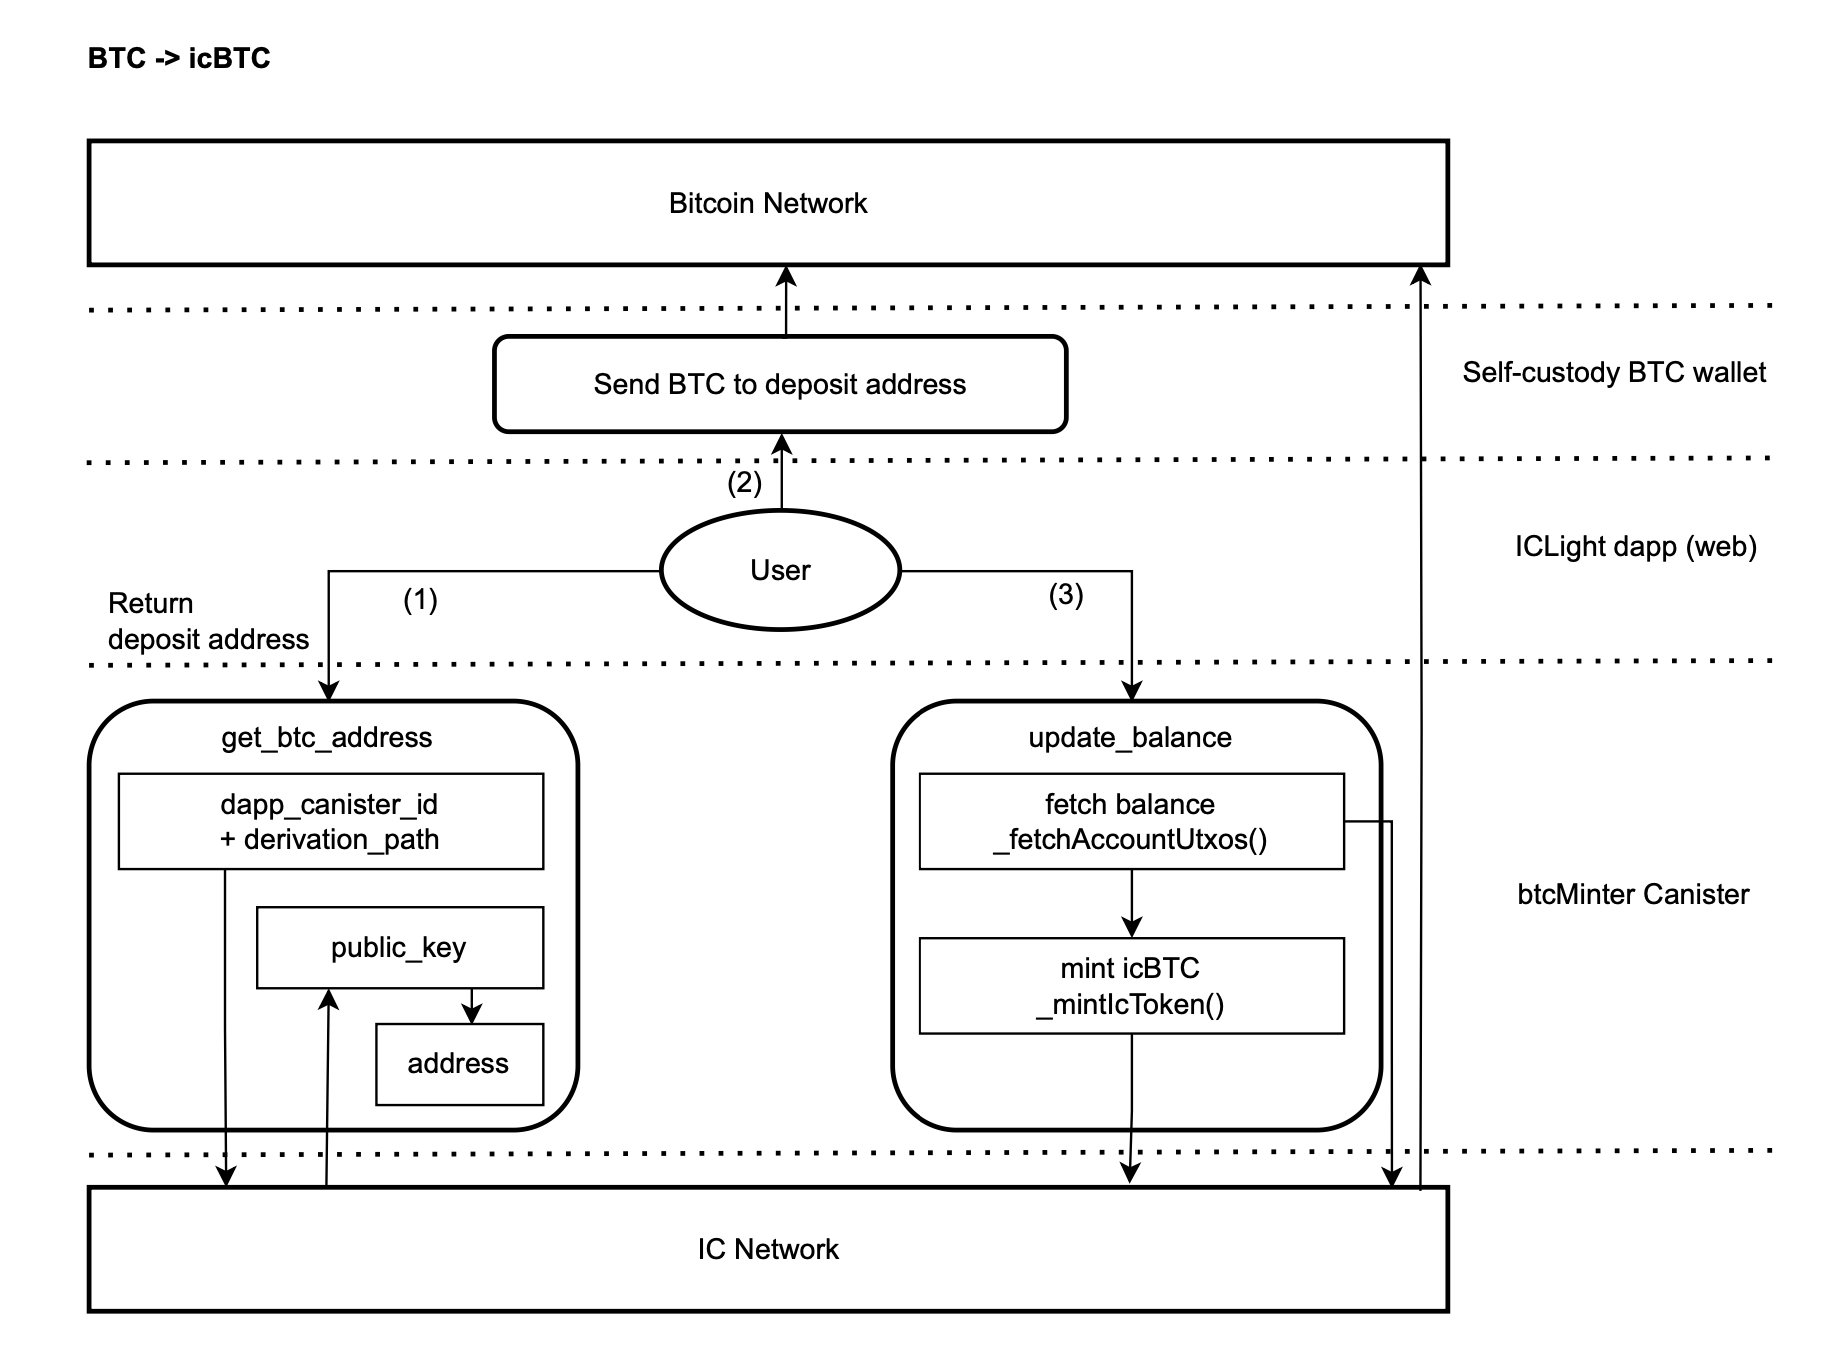 BTC -> icBTC
Bitcoin Network
Send BTC to deposit address
Self-custody BTC wallet
(2)
User
ICLight dapp (web)
(1)
(3)
Return
deposit address
get_btc_address
dapp_canister_id
+ derivation_path
public_key
address
update_balance
fetch balance
_fetchAccountUtxos()
mint icBTC
_mintIcToken()
btcMinter Canister
IC Network